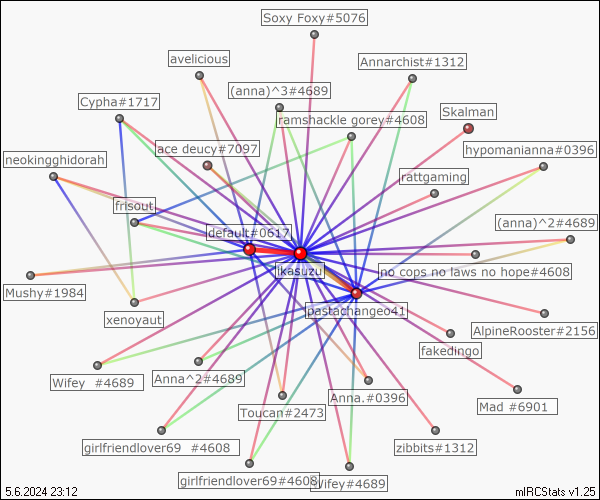 Soxy Foxy#5076
avelicious
Annarchist#1312
(anna)^3#4689
Cypha#1717
Skalman
ramshackle gorey#4608
ace deucy#7097
hypomanianna#0396
neokingghidorah
rattgaming
frisout
(anna)^2#4689
default#0617
kasuzu
no cops no laws no hope#4608
Mushy#1984
pastachangeo41
xenoyaut
AlpineRooster#2156
fakedingo
Wifey #4689
Anna^2#4689
Anna.#0396
Toucan#2473
Mad #6901
girlfriendlover69 #4608
zibbits#1312
girlfriendlover69#4608
Wifey#4689
5.6.2024 23:12
mIRCStats v1.25